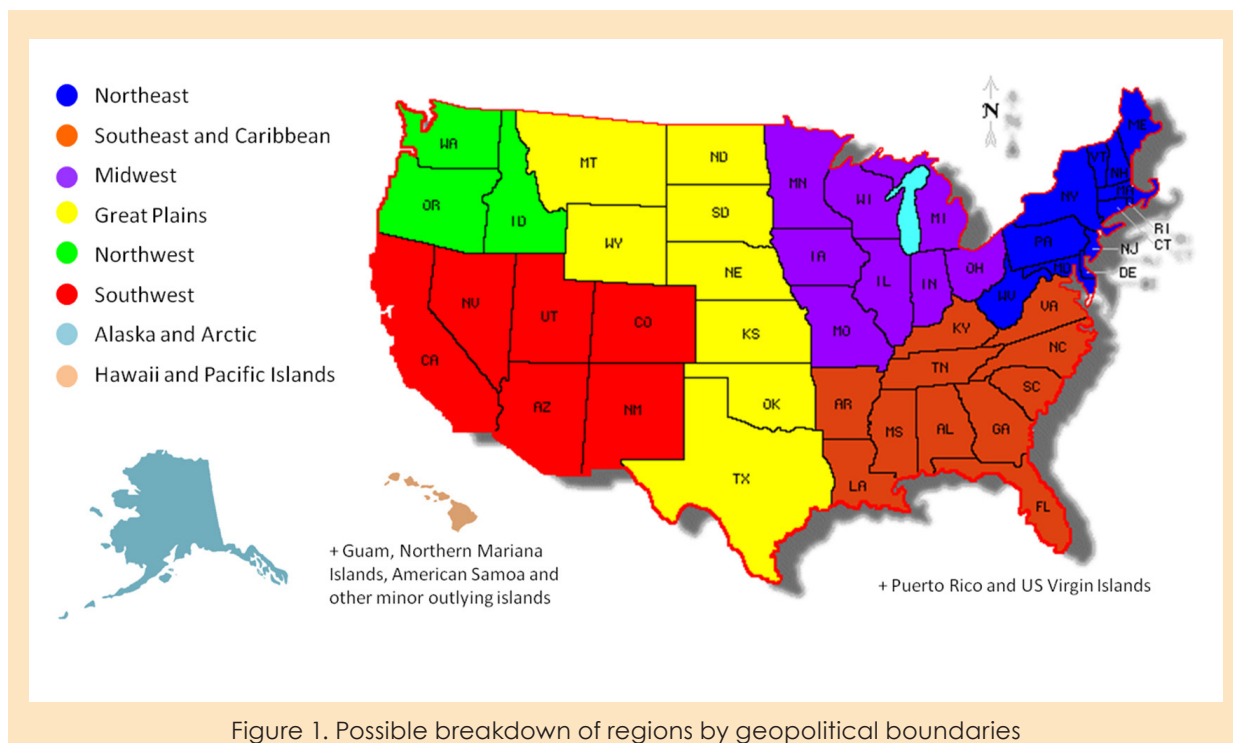 Northeast
Southeast and Caribbean
Midwest
Great Plains
Northwest
Southwest
Alaska and Arctic
Hawaii and Pacific Islands
N
WA
OR
ID
MT
WY
ND
SD
NE
KS
OK
TX
CA
NV
UT
CO
AZ
NM
MN
WI
MI
IA
IL
IN
OH
MO
ME
VT
NH
MA
NY
PA
RI
CT
NJ
DE
MD
WV
VA
KY
NC
TN
SC
AR
MS
AL
GA
LA
FL
+ Guam, Northern Mariana
Islands, American Samoa and
other minor outlying islands
+ Puerto Rico and US Virgin Islands
Figure 1. Possible breakdown of regions by geopolitical boundaries